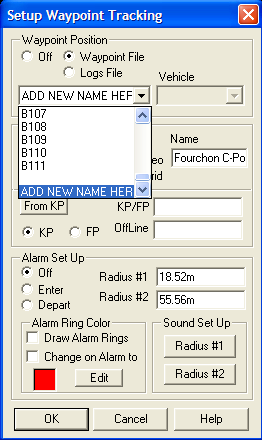 Setup Waypoint Tracking
Waypoint Position
Off
Waypoint File
Logs File
Vehicle
ADD NEW NAME HER
B107
B108
B109
B110
B111
ADD NEW NAME HER
Name
eo
Fourchon C-Po
rid
From KP
KP/FP
KP
FP
OffLine
Alarm Set Up
Off
Enter
Depart
Radius #1
18.52m
Radius #2
55.56m
Alarm Ring Color
Draw Alarm Rings
Change on Alarm to
Edit
Sound Set Up
Radius #1
Radius #2
OK
Cancel
Help